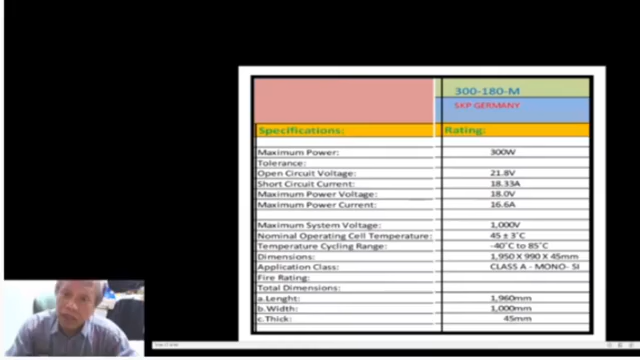 300-180-M
SKP GERMANY
Specifications: Rating:
Maximum Power: 300W
Tolerance:
Open Circuit Voltage: 21.8V
Short Circuit Current: 18.33A
Maximum Power Voltage: 18.0V
Maximum Power Current: 16.6A
Maximum System Voltage: 1,000V
Nominal Operating Cell Temperature: 45 ± 3°C
Temperature Cycling Range: -40°C to 85°C
Dimensions: 1,950 X 990 X 45mm
Application Class: CLASS A - MONO- SI
Fire Rating:
Total Dimensions:
a.Lenght: 1,960mm
b.Width: 1,000mm
c.Thick: 45mm